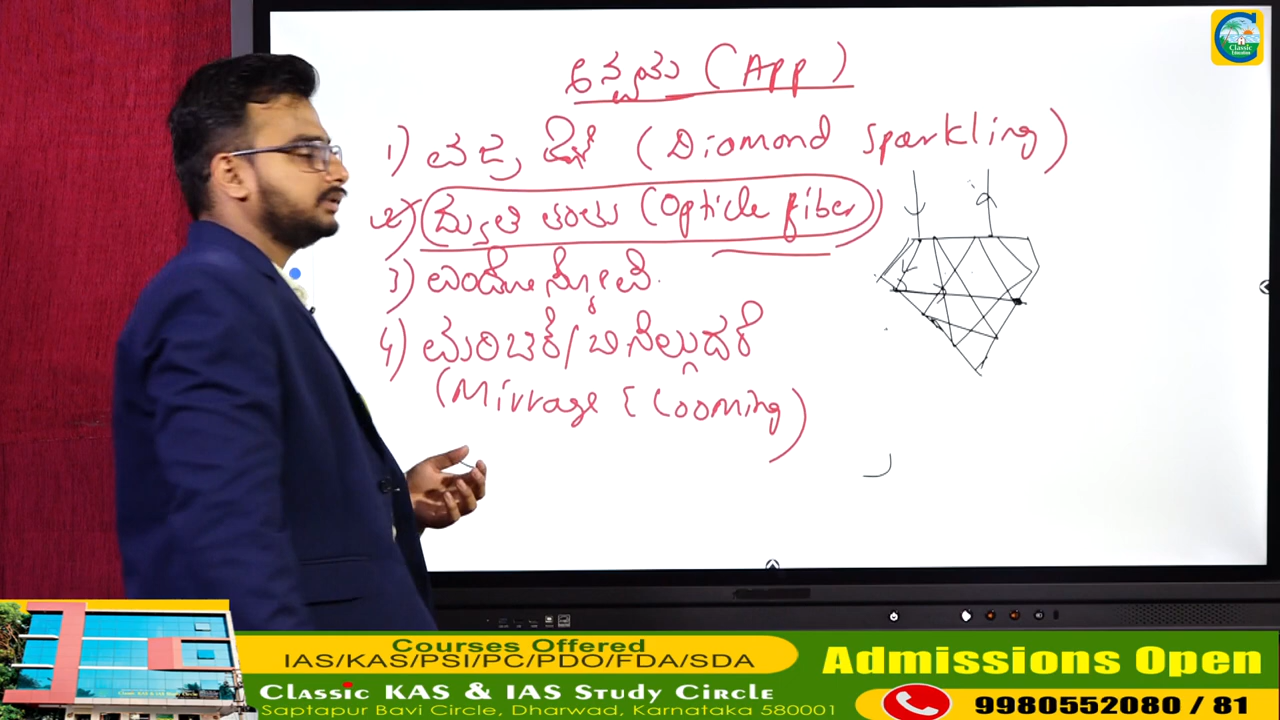 ಅನ್ವಯ (App)
1) ವಜ್ರ (Diamond sparkling)
2) ದ್ಯುತಿ ತಂತು (Opticle fiber)
3) ಎಂಡೋಸ್ಕೋಪಿ.
4) ಮರೀಚಿಕೆ/ಬಿಸಿಲ್ಗುದುರೆ
(Mirrage & Looming)
Classic
Education
Courses Offered
IAS/KAS/PSI/PC/PDO/FDA/SDA
Classic KAS & IAS Study Circle
Saptapur Bavi Circle, Dharwad, Karnataka 580001
Admissions Open
9980552080 / 81